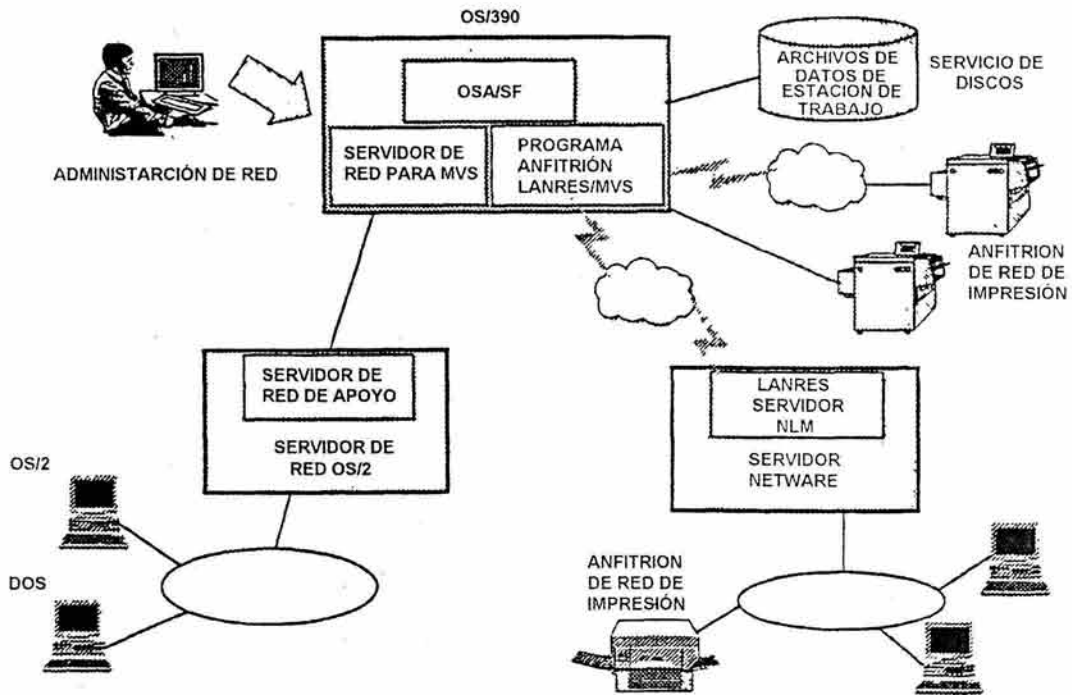 OS/390
OSA/SF
SERVIDOR DE
RED PARA MVS
PROGRAMA
ANFITRIÓN
LANRES/MVS
ADMINISTARCIÓN DE RED
ARCHIVOS DE
DATOS DE
ESTACION DE
TRABAJO
SERVICIO DE
DISCOS
ANFITRION
DE RED DE
IMPRESIÓN
SERVIDOR DE
RED DE APOYO
SERVIDOR DE
RED OS/2
LANRES
SERVIDOR
NLM
SERVIDOR
NETWARE
OS/2
DOS
ANFITRION
DE RED DE
IMPRESIÓN